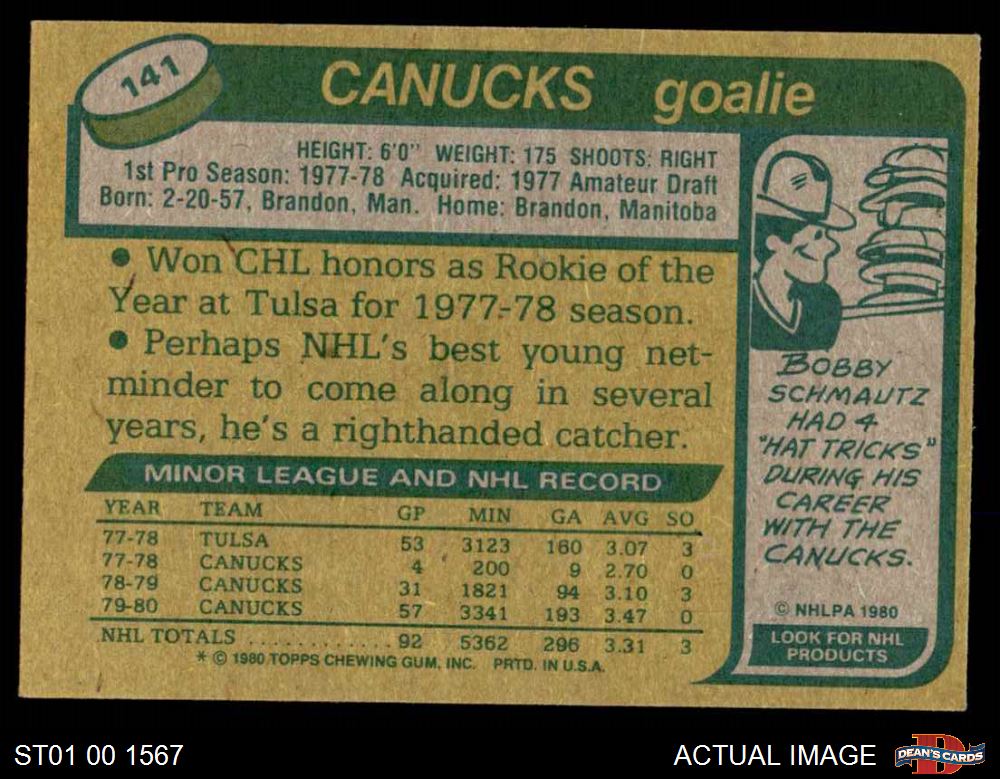 141
CANUCKS goalie
HEIGHT: 6'0" WEIGHT: 175 SHOOTS: RIGHT
1st Pro Season: 1977-78 Acquired: 1977 Amateur Draft
Born: 2-20-57, Brandon, Man. Home: Brandon, Manitoba
• Won CHL honors as Rookie of the
Year at Tulsa for 1977-78 season.
• Perhaps NHL's best young net-
minder to come along in several
years, he's a righthanded catcher.
MINOR LEAGUE AND NHL RECORD
YEAR TEAM GP MIN GA AVG SO
77-78 TULSA 53 3123 160 3.07 3
77-78 CANUCKS 4 200 9 2.70 0
78-79 CANUCKS 31 1821 94 3.10 3
79-80 CANUCKS 57 3341 193 3.47 0
NHL TOTALS .............. 92 5362 296 3.31 3
* © 1980 TOPPS CHEWING GUM, INC. PRTD. IN U.S.A.
BOBBY
SCHMAUTZ
HAD 4
"HAT TRICKS"
DURING HIS
CAREER
WITH THE
CANUCKS.
© NHLPA 1980
LOOK FOR NHL
PRODUCTS
ST01 00 1567
ACTUAL IMAGE
D
DEAN'S CARDS